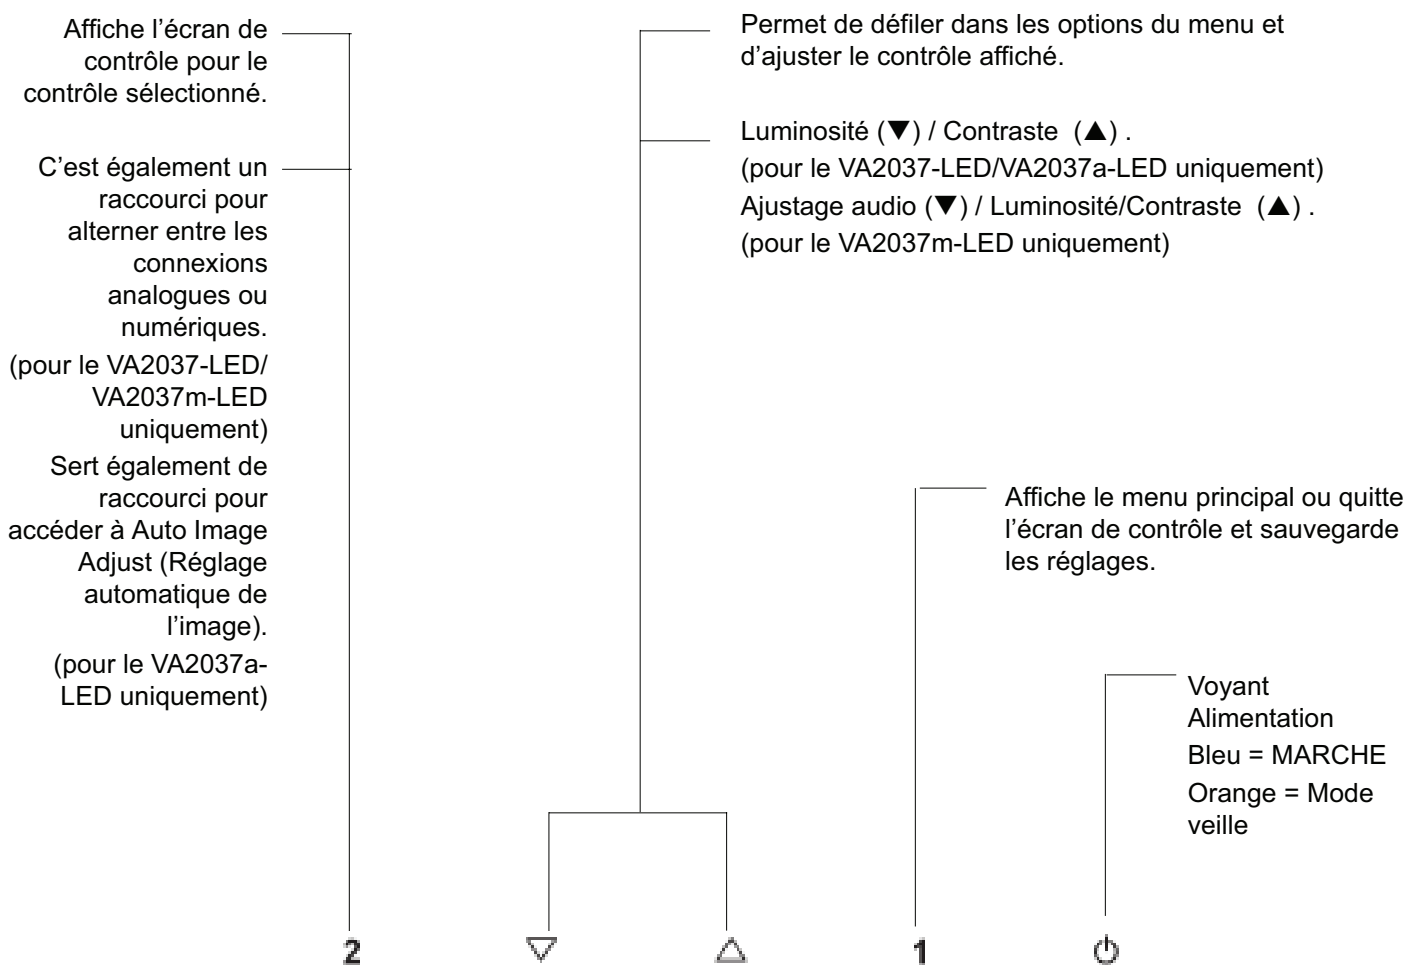 Affiche l’écran de
contrôle pour le
contrôle sélectionné.
C’est également un
raccourci pour
alterner entre les
connexions
analogues ou
numériques.
(pour le VA2037-LED/
VA2037m-LED
uniquement)
Sert également de
raccourci pour
accéder à Auto Image
Adjust (Réglage
automatique de
l’image).
(pour le VA2037a-
LED uniquement)
Permet de défiler dans les options du menu et
d’ajuster le contrôle affiché.
Luminosité (▼) / Contraste (▲) .
(pour le VA2037-LED/VA2037a-LED uniquement)
Ajustage audio (▼) / Luminosité/Contraste (▲) .
(pour le VA2037m-LED uniquement)
Affiche le menu principal ou quitte
l’écran de contrôle et sauvegarde
les réglages.
Voyant
Alimentation
Bleu = MARCHE
Orange = Mode
veille
2 ▽ △ 1 ⏻